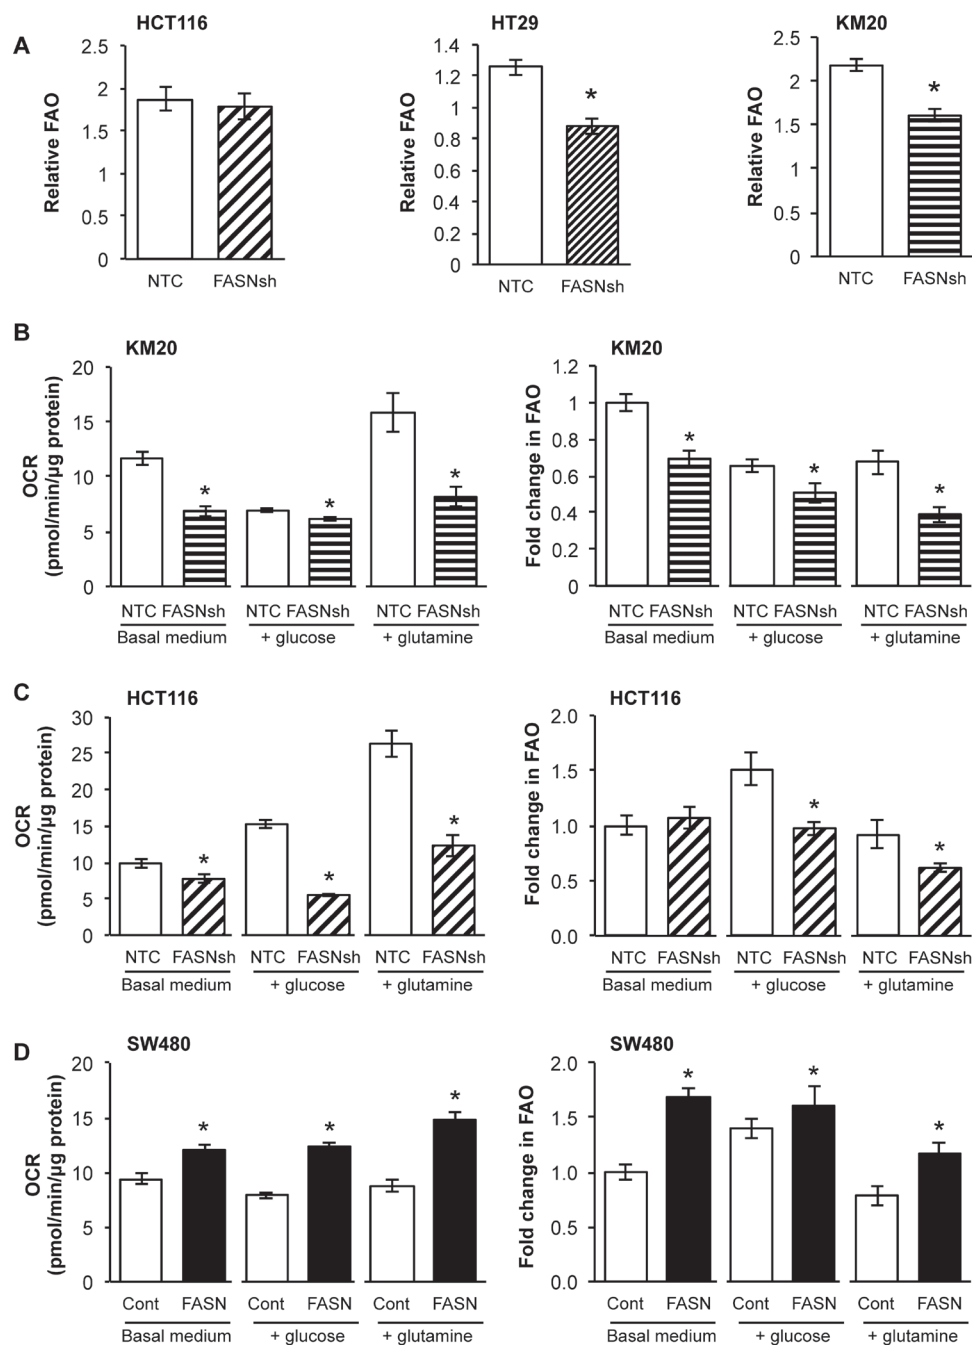 A
HCT116
Relative FAO
2.5
2
1.5
1
0.5
0
NTC FASNsh
HT29
Relative FAO
1.4
1.2
1
0.8
0.6
0.4
0.2
0
*
NTC FASNsh
KM20
Relative FAO
2.5
2
1.5
1
0.5
0
*
NTC FASNsh
B
KM20
OCR
(pmol/min/µg protein)
20
15
10
5
0
* * *
NTC FASNsh NTC FASNsh NTC FASNsh
Basal medium + glucose + glutamine
KM20
Fold change in FAO
1.2
1
0.8
0.6
0.4
0.2
0
* * *
NTC FASNsh NTC FASNsh NTC FASNsh
Basal medium + glucose + glutamine
C
HCT116
OCR
(pmol/min/µg protein)
30
25
20
15
10
5
0
* * *
NTC FASNsh NTC FASNsh NTC FASNsh
Basal medium + glucose + glutamine
HCT116
Fold change in FAO
2.0
1.5
1.0
0.5
0.0
* *
NTC FASNsh NTC FASNsh NTC FASNsh
Basal medium + glucose + glutamine
D
SW480
OCR
(pmol/min/µg protein)
20
15
10
5
0
* * *
Cont FASN Cont FASN Cont FASN
Basal medium + glucose + glutamine
SW480
Fold change in FAO
2.0
1.5
1.0
0.5
0.0
* * *
Cont FASN Cont FASN Cont FASN
Basal medium + glucose + glutamine